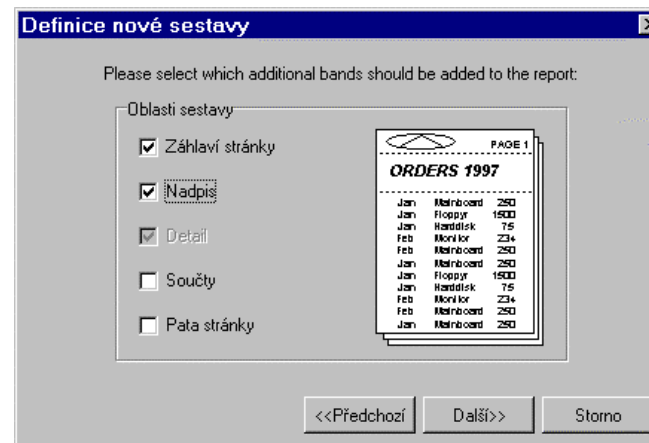 Definice nové sestavy
Please select which additional bands should be added to the report:
Oblasti sestavy
Záhlaví stránky
Nadpis
Detail
Součty
Pata stránky
PAGE 1
ORDERS 1997
Jan Mainboard 250
Jan Floppyr 1500
Jan Harddisk 75
Feb Monitor 234
Feb Mainboard 250
Jan Mainboard 250
Jan Floppyr 1500
Jan Harddisk 75
Feb Monitor 234
Feb Mainboard 250
Jan Mainboard 250
<<Předchozí Další>> Storno